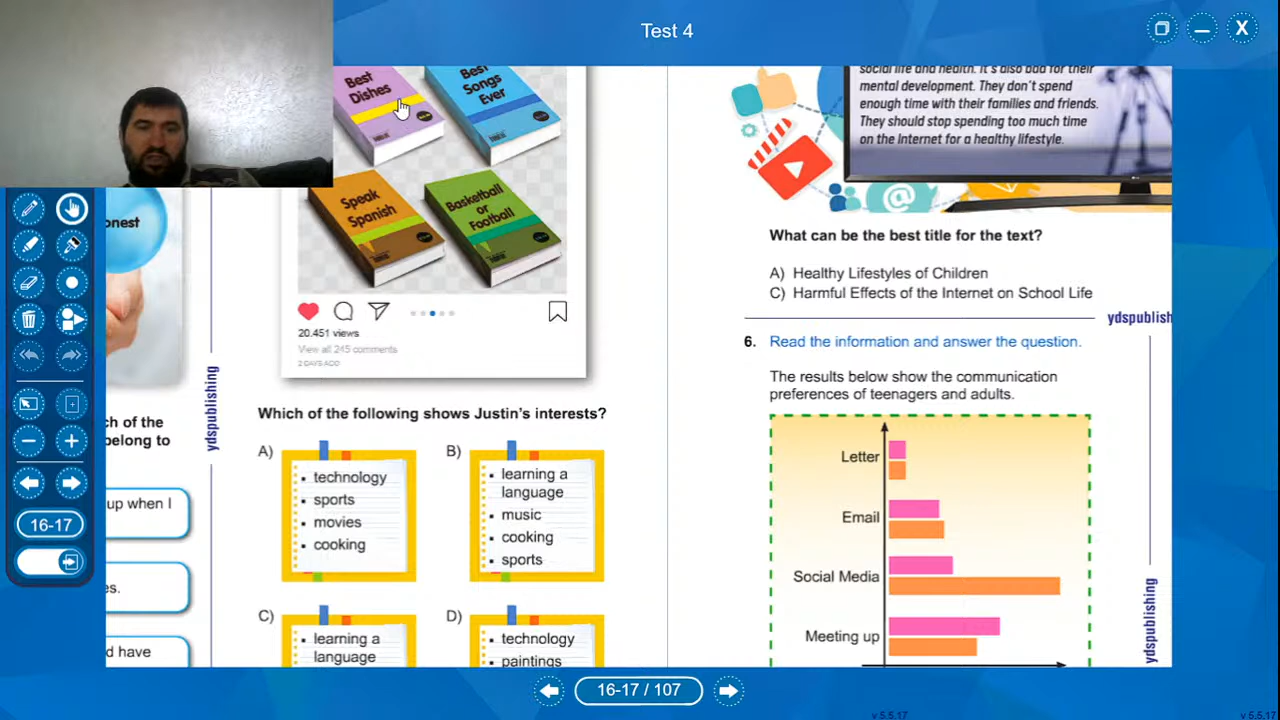 Test 4
Best
Dishes
Best
Songs
Ever
Speak
Spanish
Basketball
or
Football
20.451 views
View all 245 comments
2 DAYS AGO
Which of the following shows Justin's interests?
A)
technology
sports
movies
cooking
B)
learning a
language
music
cooking
sports
C)
learning a
language
D)
technology
paintings
onest
ch of the
belong to
up when I
es.
d have
ydspublishing
social life and health. It's also bad for their
mental development. They don't spend
enough time with their families and friends.
They should stop spending too much time
on the Internet for a healthy lifestyle.
What can be the best title for the text?
A) Healthy Lifestyles of Children
C) Harmful Effects of the Internet on School Life
ydspublish
6. Read the information and answer the question.
The results below show the communication
preferences of teenagers and adults.
Letter
Email
Social Media
Meeting up
ydspublishing
16-17
16-17 / 107
v 5.5.17
v 5.5.17